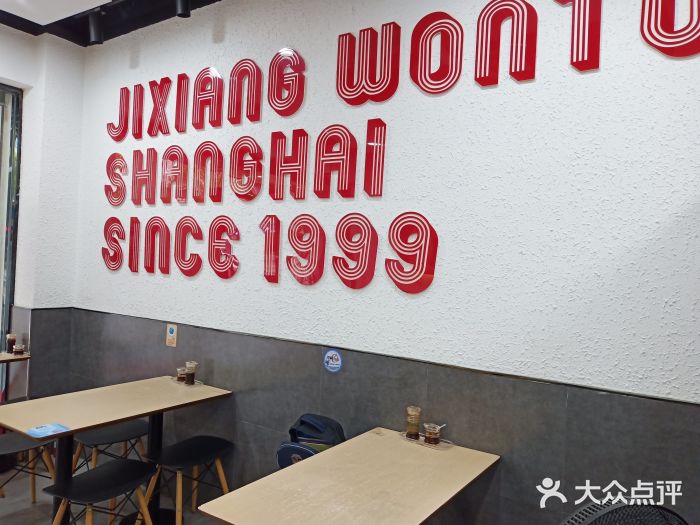 JIXIANG WONTO
SHANGHAI
SINCE 1999
大众点评